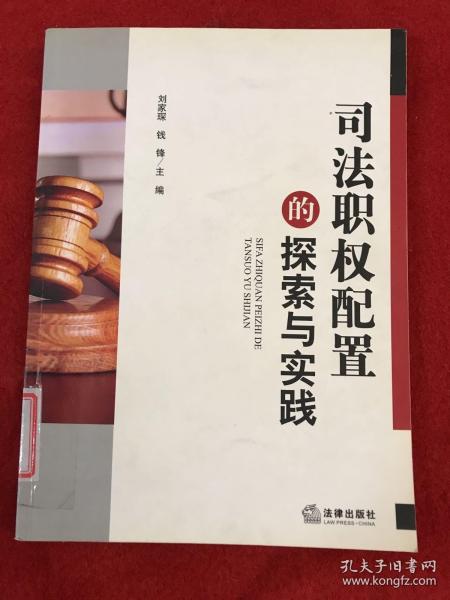 司法职权配置
的探索与实践
SIFA ZHIQUAN PEIZHI DE
TANSUO YU SHIJIAN
刘家琛 钱 锋/主 编
法律出版社
LAW PRESS·CHINA
孔夫子旧书网
www.kongfz.com